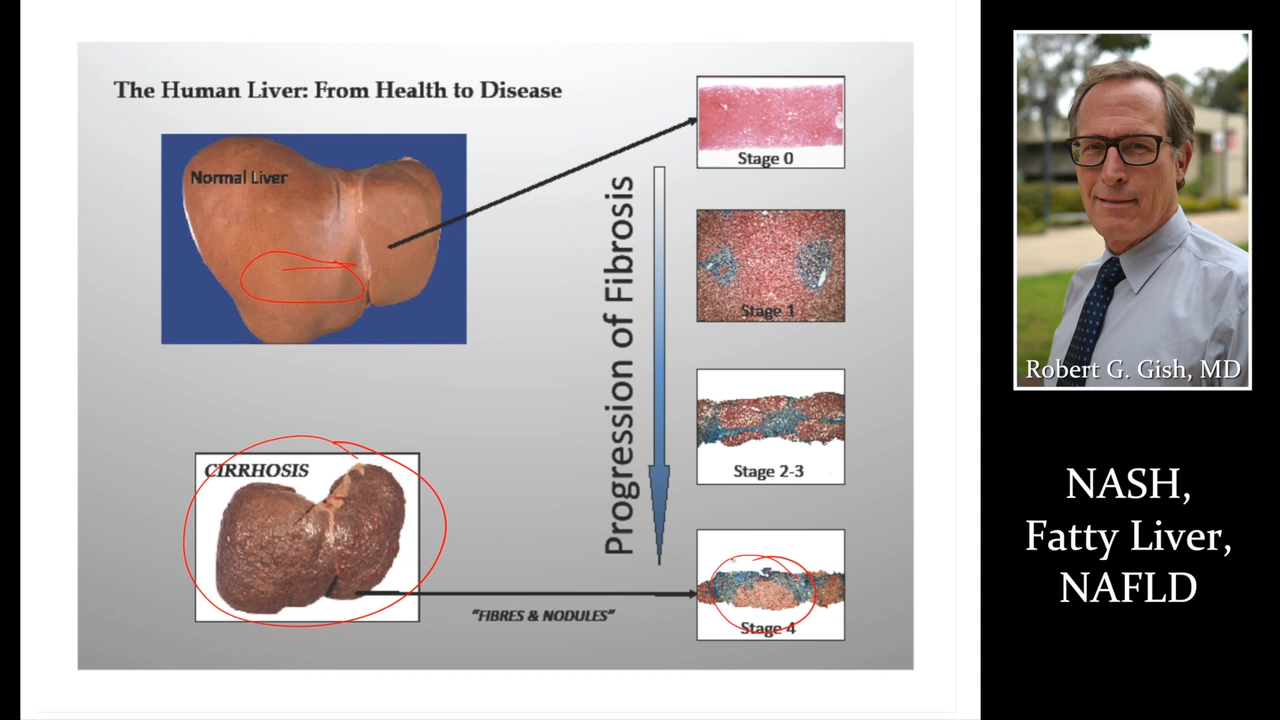 The Human Liver: From Health to Disease
Normal Liver
Stage 0
Progression of Fibrosis
Stage 1
Stage 2-3
CIRRHOSIS
"FIBRES & NODULES"
Stage 4
Robert G. Gish, MD
NASH,
Fatty Liver,
NAFLD